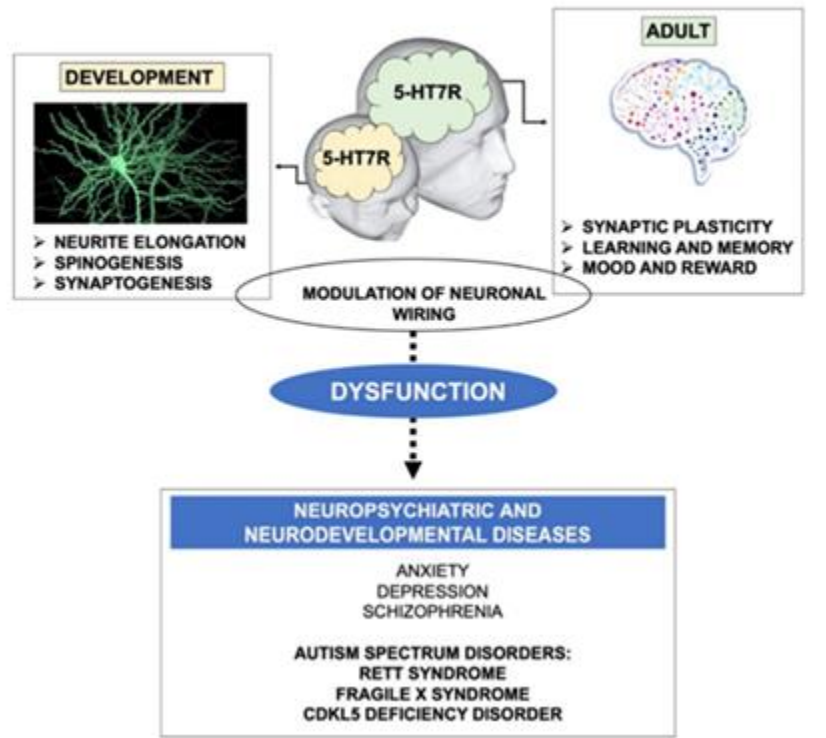 DEVELOPMENT
➢ NEURITE ELONGATION
➢ SPINOGENESIS
➢ SYNAPTOGENESIS
5-HT7R
5-HT7R
ADULT
➢ SYNAPTIC PLASTICITY
➢ LEARNING AND MEMORY
➢ MOOD AND REWARD
MODULATION OF NEURONAL
WIRING
DYSFUNCTION
NEUROPSYCHIATRIC AND
NEURODEVELOPMENTAL DISEASES
ANXIETY
DEPRESSION
SCHIZOPHRENIA
AUTISM SPECTRUM DISORDERS:
RETT SYNDROME
FRAGILE X SYNDROME
CDKL5 DEFICIENCY DISORDER